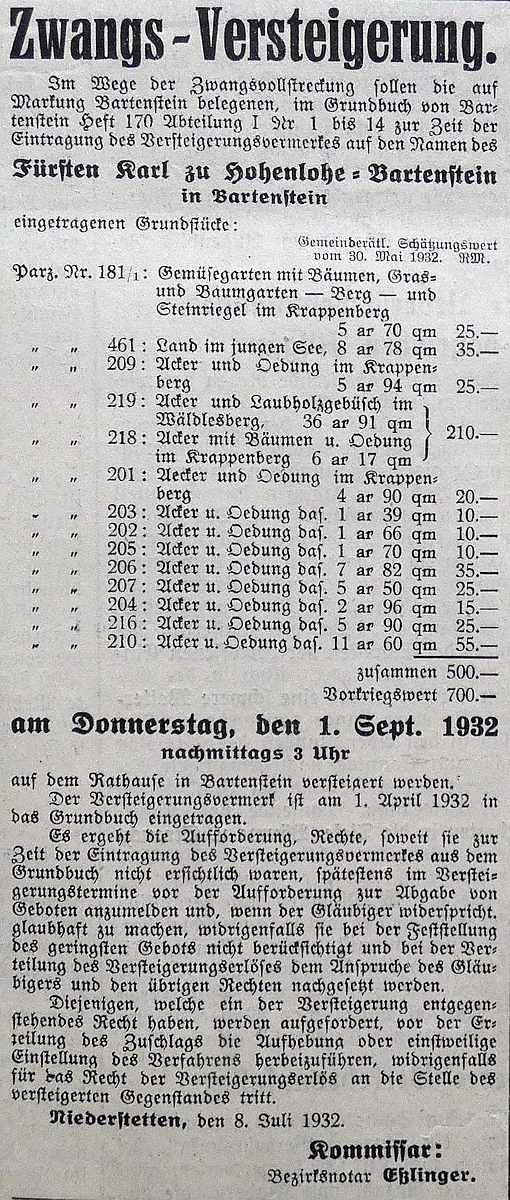 Zwangs-Versteigerung.
Im Wege der Zwangsvollstreckung sollen die auf
Markung Bartenstein belegenen, im Grundbuch von Bar-
tenstein Heft 170 Abteilung I Nr 1 bis 14 zur Zeit der
Eintragung des Versteigerungsvermerkes auf den Namen des
Fürsten Karl zu Hohenlohe-Bartenstein
in Bartenstein
eingetragenen Grundstücke:
Gemeinderätl. Schätzungswert
vom 30. Mai 1932. RM.
Parz. Nr. 181/1: Gemüsegarten mit Bäumen, Gras-
und Baumgarten — Berg — und
Steinriegel im Krappenberg
5 ar 70 qm 25.—
„ „ 461: Land im jungen See, 8 ar 78 qm 35.—
„ „ 209: Acker und Oedung im Krappen-
berg 5 ar 94 qm 25.—
„ „ 219: Acker und Laubholzgebüsch im
Wäldlesberg, 36 ar 91 qm
„ „ 218: Acker mit Bäumen u. Oedung } 210.—
im Krappenberg 6 ar 17 qm
„ „ 201: Aecker und Oedung im Krappen-
berg 4 ar 90 qm 20.—
„ „ 203: Acker u. Oedung das. 1 ar 39 qm 10.—
„ „ 202: Acker u. Oedung das. 1 ar 66 qm 10.—
„ „ 205: Acker u. Oedung das. 1 ar 70 qm 10.—
„ „ 206: Acker u. Oedung das. 7 ar 82 qm 35.—
„ „ 207: Acker u. Oedung das. 5 ar 50 qm 25.—
„ „ 204: Acker u. Oedung das. 2 ar 96 qm 15.—
„ „ 216: Acker u. Oedung das. 5 ar 90 qm 25.—
„ „ 210: Acker u. Oedung das. 11 ar 60 qm 55.—
zusammen 500.—
Vorkriegswert 700.—
am Donnerstag, den 1. Sept. 1932
nachmittags 3 Uhr
auf dem Rathause in Bartenstein versteigert werden.
Der Versteigerungsvermerk ist am 1. April 1932 in
das Grundbuch eingetragen.
Es ergeht die Aufforderung, Rechte, soweit sie zur
Zeit der Eintragung des Versteigerungsvermerkes aus dem
Grundbuch nicht ersichtlich waren, spätestens im Verstei-
gerungstermine vor der Aufforderung zur Abgabe von
Geboten anzumelden und, wenn der Gläubiger widerspricht.
glaubhaft zu machen, widrigenfalls sie bei der Feststellung
des geringsten Gebots nicht berücksichtigt und bei der Ver-
teilung des Versteigerungserlöses dem Anspruche des Gläu-
bigers und den übrigen Rechten nachgesetzt werden.
Diejenigen, welche ein der Versteigerung entgegen-
stehendes Recht haben, werden aufgefordert, vor der Er-
teilung des Zuschlags die Aufhebung oder einstweilige
Einstellung des Verfahrens herbeizuführen, widrigenfalls
für das Recht der Versteigerungserlös an die Stelle des
versteigerten Gegenstandes tritt.
Niederstetten, den 8. Juli 1932.
Kommissar:
Bezirksnotar Eßlinger.